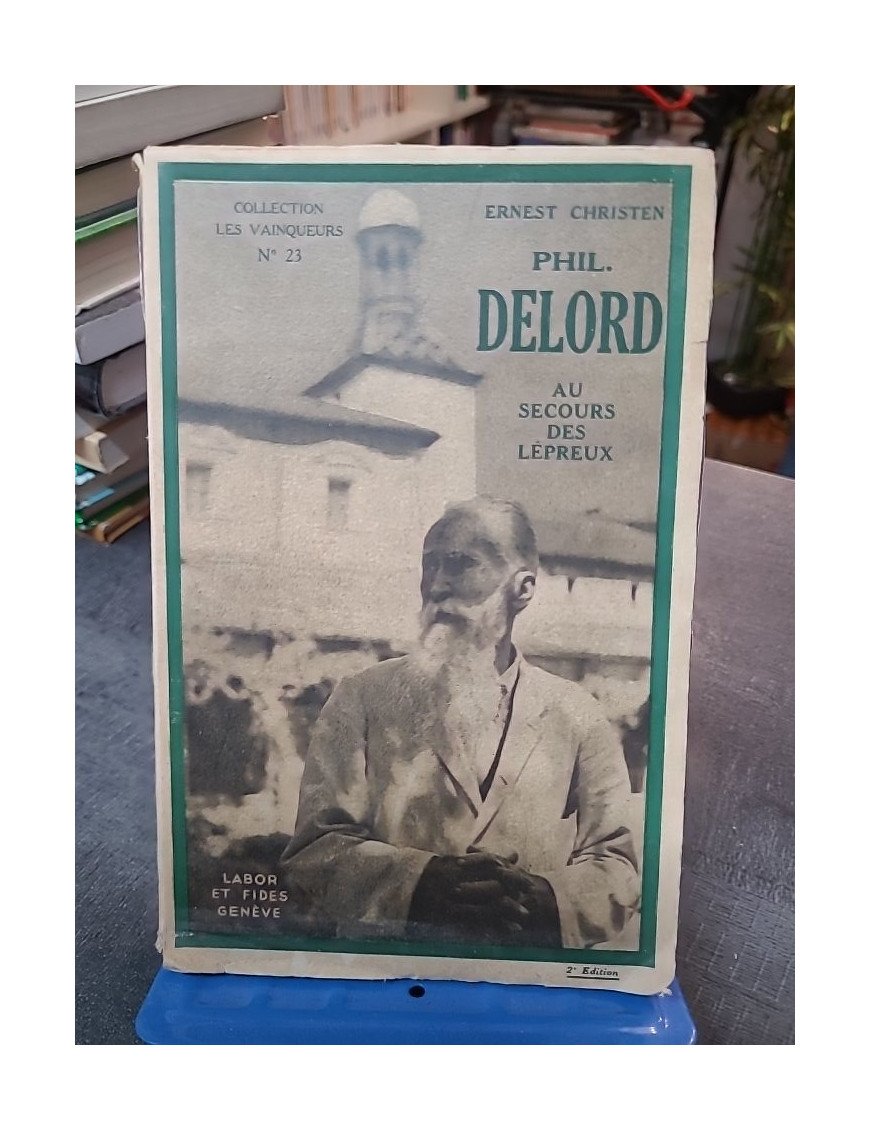 COLLECTION
LES VAINQUEURS
N° 23
ERNEST CHRISTEN
PHIL.
DELORD
AU
SECOURS
DES
LÉPREUX
LABOR
ET FIDES
GENÈVE
2e Edition